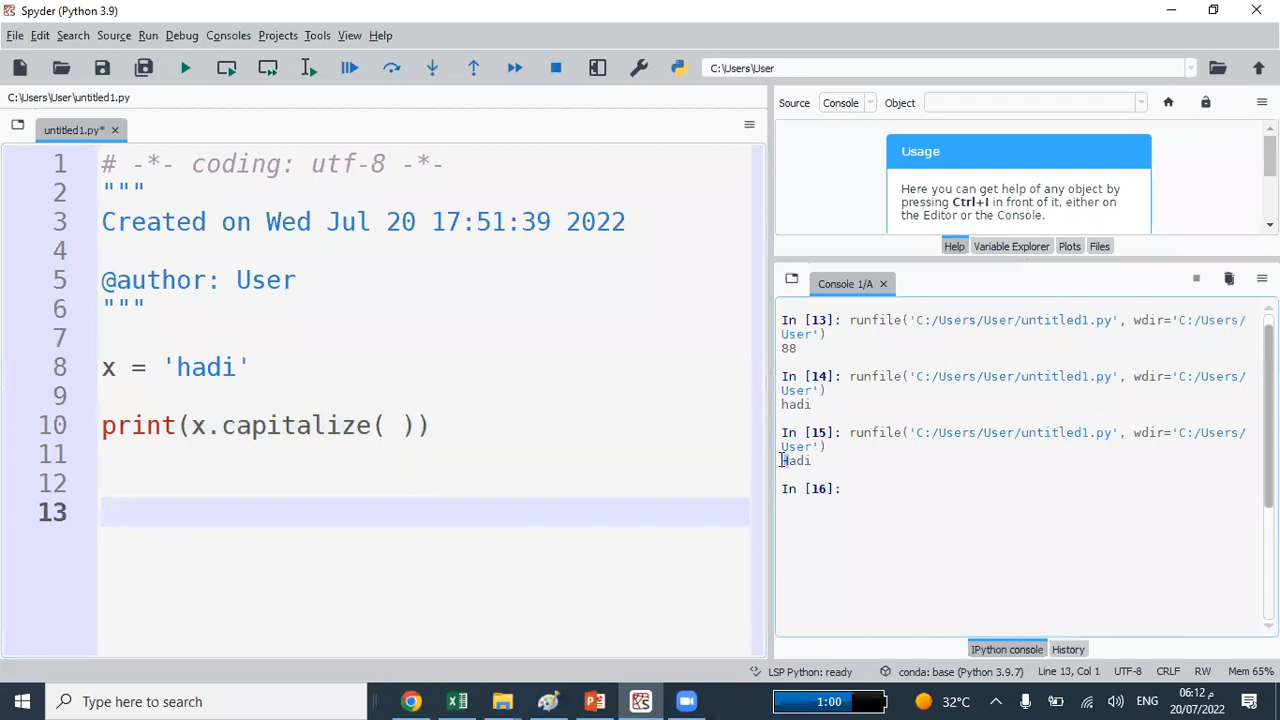 Spyder (Python 3.9)
File Edit Search Source Run Debug Consoles Projects Tools View Help
C:\Users\User
C:\Users\User\untitled1.py
untitled1.py*
1 # -*- coding: utf-8 -*-
2 """
3 Created on Wed Jul 20 17:51:39 2022
4
5 @author: User
6 """
7
8 x = 'hadi'
9
10 print(x.capitalize( ))
11
12
13
Source Console Object
Usage
Here you can get help of any object by
pressing Ctrl+I in front of it, either on
the Editor or the Console.
Help Variable Explorer Plots Files
Console 1/A
In [13]: runfile('C:/Users/User/untitled1.py', wdir='C:/Users/
User')
88
In [14]: runfile('C:/Users/User/untitled1.py', wdir='C:/Users/
User')
hadi
In [15]: runfile('C:/Users/User/untitled1.py', wdir='C:/Users/
User')
Hadi
In [16]:
IPython console History
LSP Python: ready conda: base (Python 3.9.7) Line 13, Col 1 UTF-8 CRLF RW Mem 65%
Type here to search
1:00
32°C
ENG
06:12 م
20/07/2022